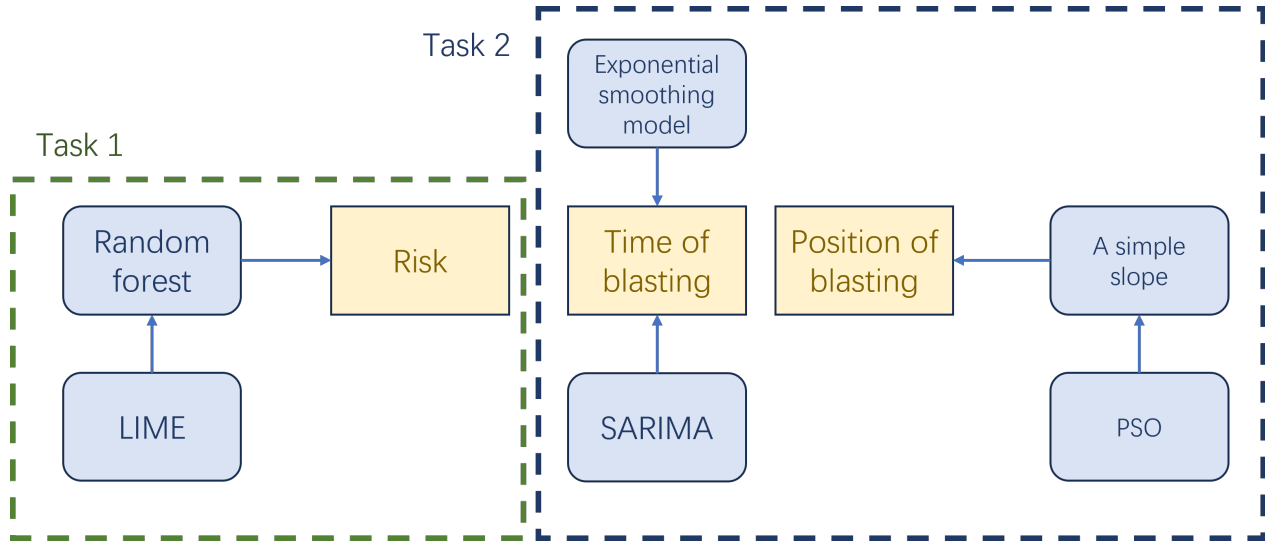 Task 1
Random
forest
Risk
LIME
Task 2
Exponential
smoothing
model
Time of
blasting
Position of
blasting
A simple
slope
SARIMA
PSO